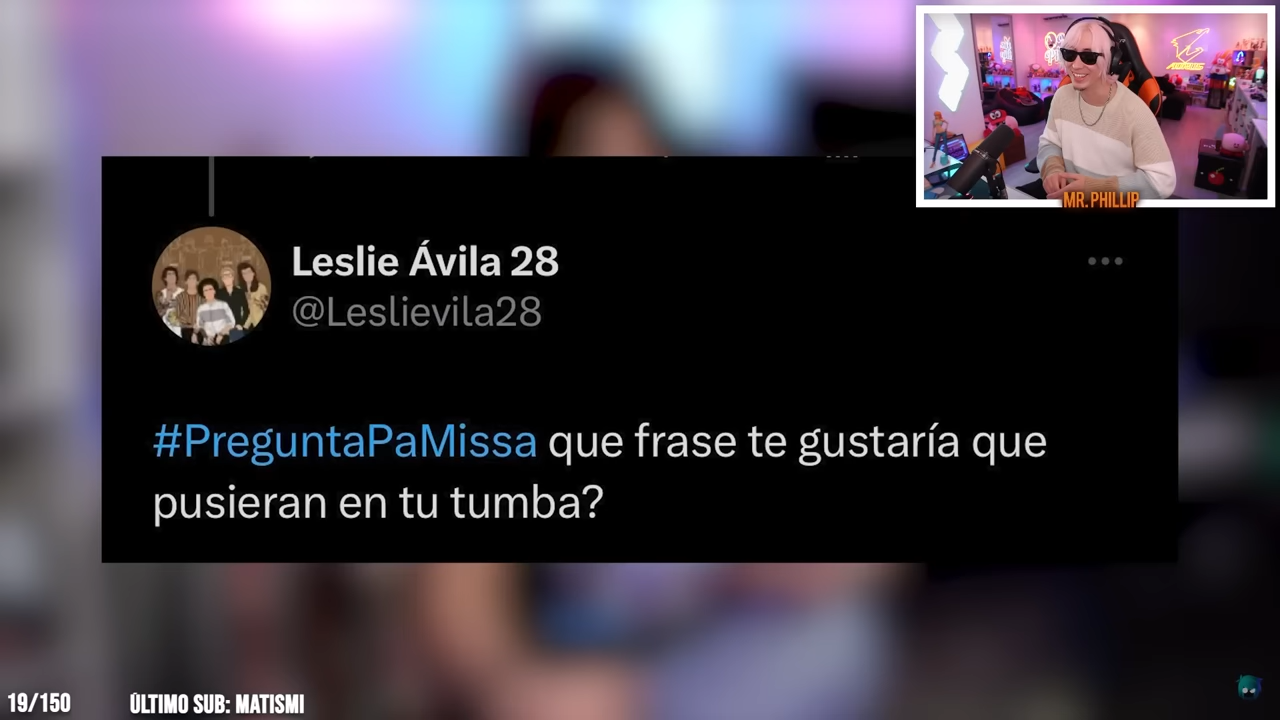 MR. PHILLIP
Leslie Ávila 28
@Leslievila28
#PreguntaPaMissa que frase te gustaría que
pusieran en tu tumba?
19/150
ÚLTIMO SUB: MATISMI